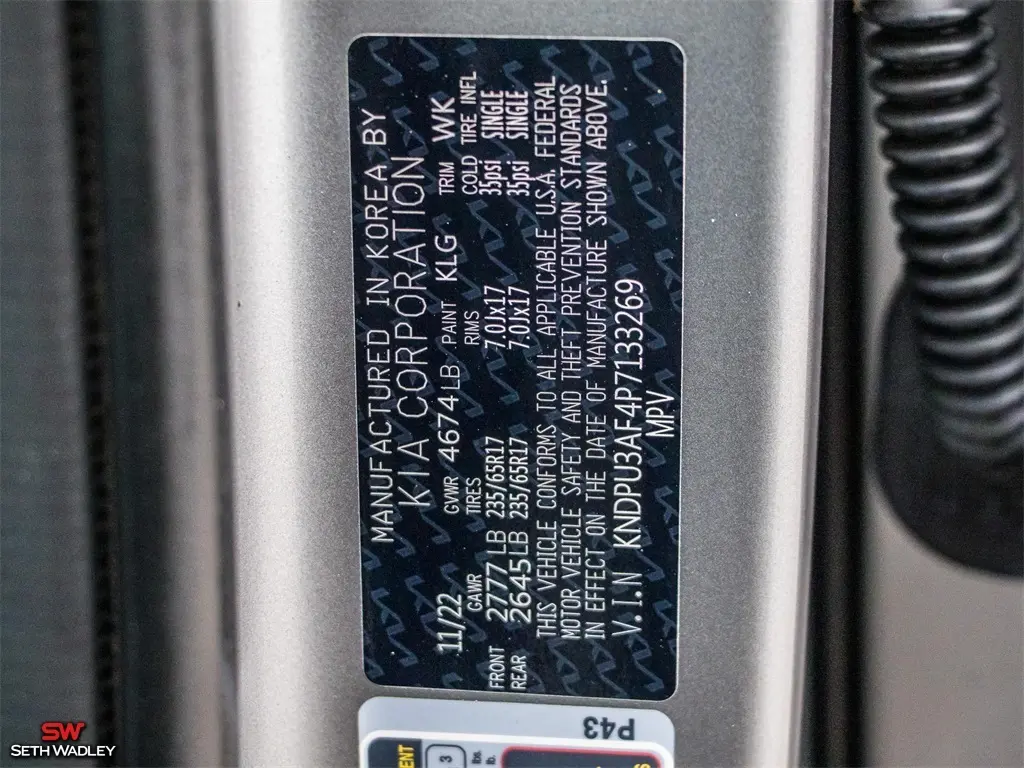 MANUFACTURED IN KOREA BY
KIA CORPORATION
11/22 GVWR 4674LB PAINT KLG TRIM WK
GAWR TIRES RIMS COLD TIRE INFL
FRONT 2777LB 235/65R17 7.0Jx17 35psi SINGLE
REAR 2645LB 235/65R17 7.0Jx17 35psi SINGLE
THIS VEHICLE CONFORMS TO ALL APPLICABLE U.S.A. FEDERAL
MOTOR VEHICLE SAFETY AND THEFT PREVENTION STANDARDS
IN EFFECT ON THE DATE OF MANUFACTURE SHOWN ABOVE.
V.I.N KNDPU3AF4P7133269
MPV
P43
3
lbs.
lb.
SW
SETH WADLEY